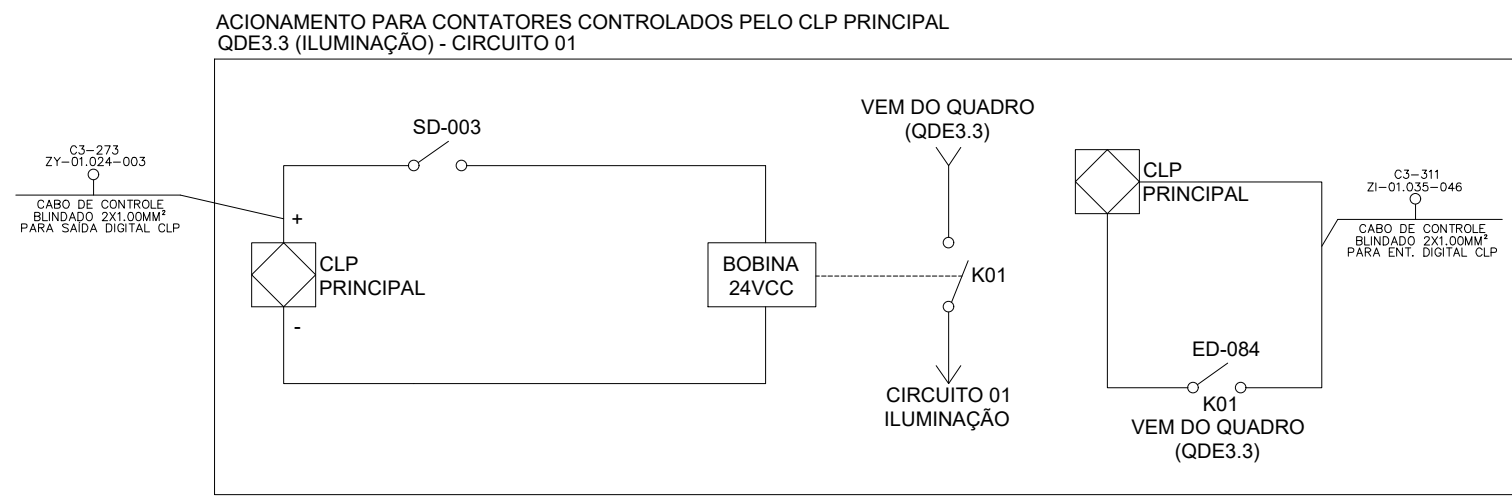 ACIONAMENTO PARA CONTATORES CONTROLADOS PELO CLP PRINCIPAL
QDE3.3 (ILUMINAÇÃO) - CIRCUITO 01
C3-273
ZY-01.024-003
CABO DE CONTROLE
BLINDADO 2X1.00MM²
PARA SAÍDA DIGITAL CLP
SD-003
+
CLP
PRINCIPAL
-
BOBINA
24VCC
VEM DO QUADRO
(QDE3.3)
K01
CIRCUITO 01
ILUMINAÇÃO
CLP
PRINCIPAL
ED-084
K01
VEM DO QUADRO
(QDE3.3)
C3-311
ZI-01.035-046
CABO DE CONTROLE
BLINDADO 2X1.00MM²
PARA ENT. DIGITAL CLP